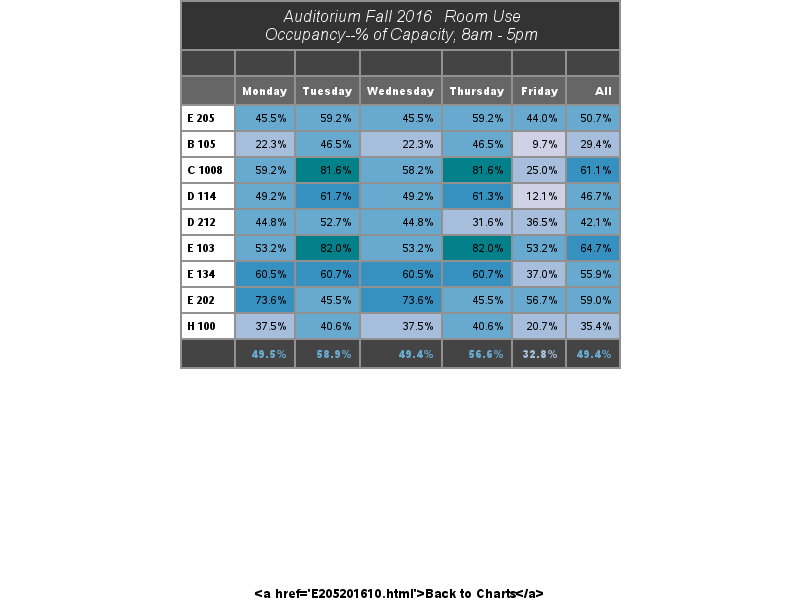 Auditorium Fall 2016 Room Use
Occupancy--% of Capacity, 8am - 5pm
Monday Tuesday Wednesday Thursday Friday All
E 205 45.5% 59.2% 45.5% 59.2% 44.0% 50.7%
B 105 22.3% 46.5% 22.3% 46.5% 9.7% 29.4%
C 1008 59.2% 81.6% 58.2% 81.6% 25.0% 61.1%
D 114 49.2% 61.7% 49.2% 61.3% 12.1% 46.7%
D 212 44.8% 52.7% 44.8% 31.6% 36.5% 42.1%
E 103 53.2% 82.0% 53.2% 82.0% 53.2% 64.7%
E 134 60.5% 60.7% 60.5% 60.7% 37.0% 55.9%
E 202 73.6% 45.5% 73.6% 45.5% 56.7% 59.0%
H 100 37.5% 40.6% 37.5% 40.6% 20.7% 35.4%
49.5% 58.9% 49.4% 56.6% 32.8% 49.4%
<a href='E205201610.html'>Back to Charts</a>